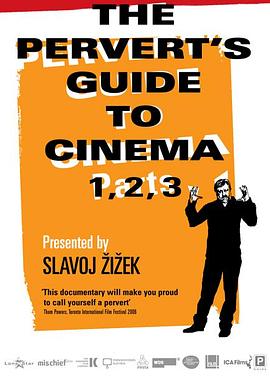 THE
PERVERT'S
GUIDE
TO
CINEMA
Parts
1,2,3
Presented by
SLAVOJ ŽIŽEK
'This documentary will make you proud
to call yourself a pervert'
Thom Powers, Toronto International Film Festival 2006
mischief
ICA Films